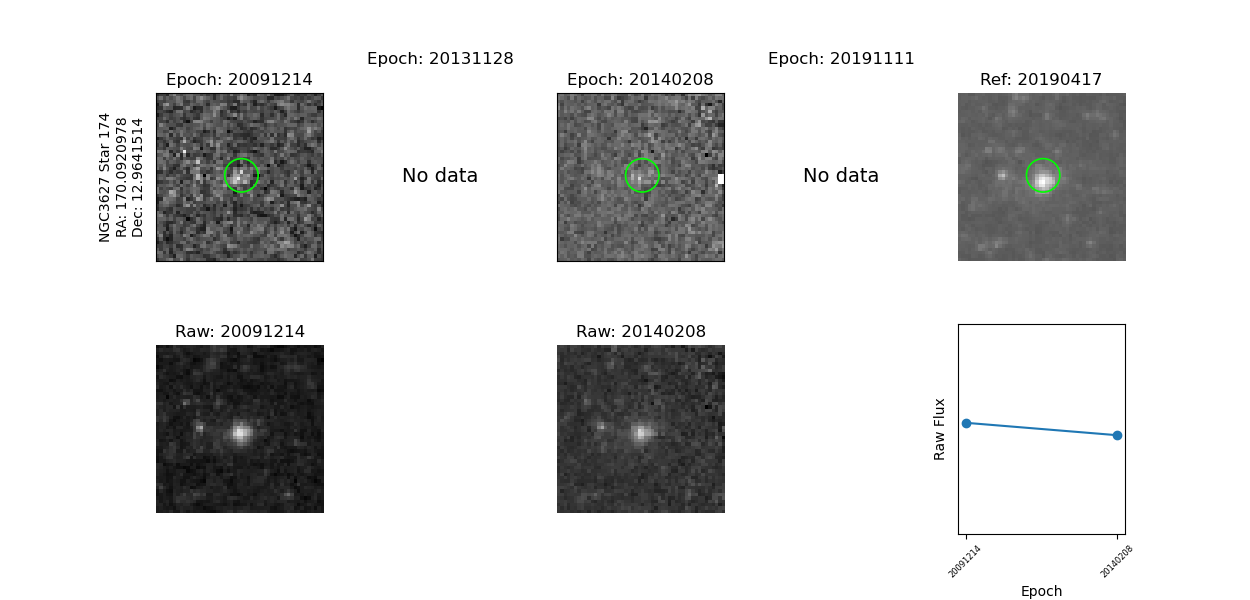 Epoch: 20131128
Epoch: 20191111
Epoch: 20091214
Epoch: 20140208
Ref: 20190417
NGC3627 Star 174
RA: 170.0920978
Dec: 12.9641514
No data
No data
Raw: 20091214
Raw: 20140208
Raw Flux
20091214
20140208
Epoch